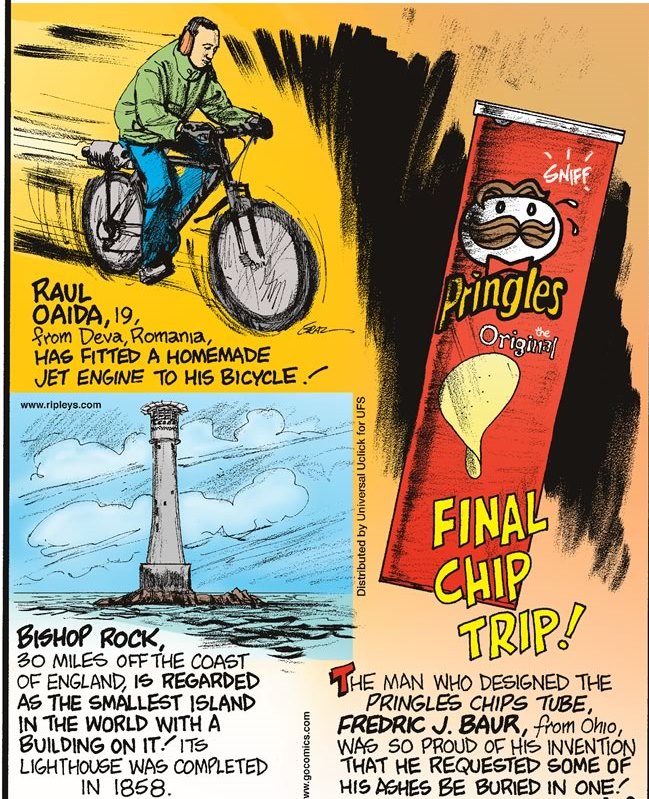 RAUL
OAIDA, 19,
from Deva, Romania,
HAS FITTED A HOMEMADE
JET ENGINE TO HIS BICYCLE!
GRAZ
www.ripleys.com
BISHOP ROCK,
30 MILES OFF THE COAST
OF ENGLAND, IS REGARDED
AS THE SMALLEST ISLAND
IN THE WORLD WITH A
BUILDING ON IT! ITS
LIGHTHOUSE WAS COMPLETED
IN 1858.
Distributed by Universal Uclick for UFS
www.gocomics.com
SNIFF
Pringles
the
Original
FINAL
CHIP
TRIP!
THE MAN WHO DESIGNED THE
PRINGLES CHIPS TUBE,
FREDRIC J. BAUR, from Ohio,
WAS SO PROUD OF HIS INVENTION
THAT HE REQUESTED SOME OF
HIS ASHES BE BURIED IN ONE!